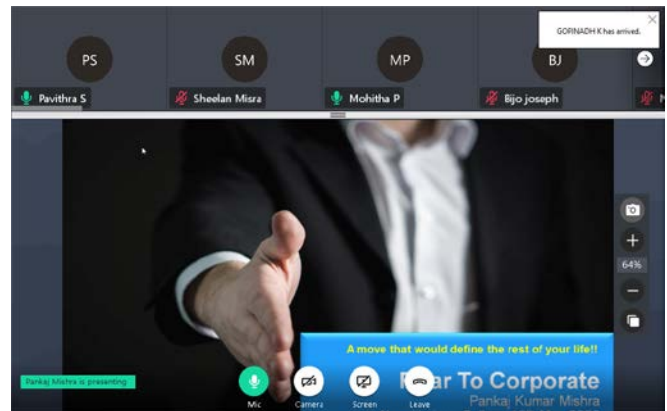 GOPINADH K has arrived.
PS
SM
MP
BJ
Pavithra S
Sheelan Misra
Mohitha P
Bijo joseph
64%
A move that would define the rest of your life!!
To Corporate
Pankaj Kumar Mishra
Pankaj Mishra is presenting
Mic
Camera
Screen
Leave